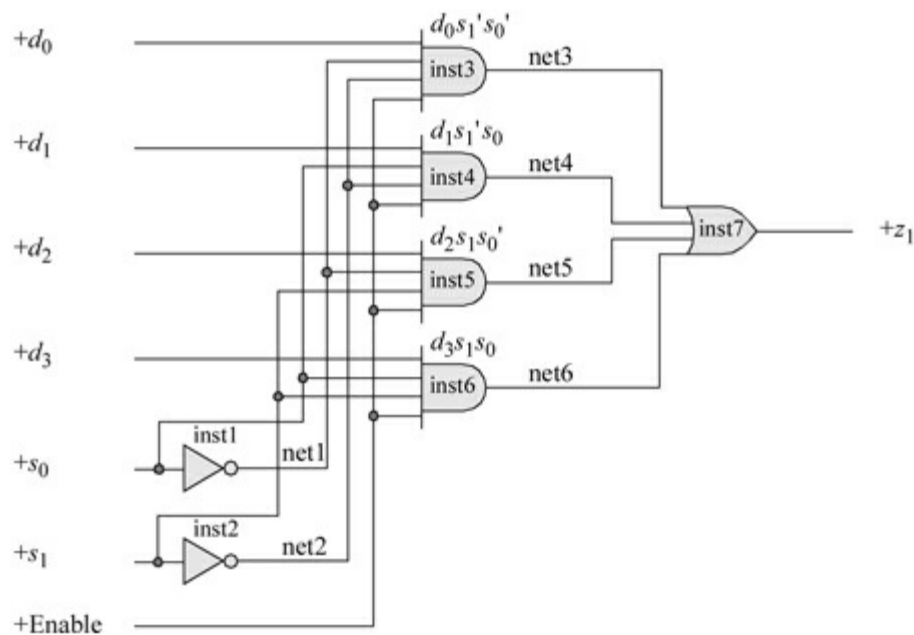 d₀s₁'s₀'
+d₀
inst3
net3
d₁s₁'s₀
+d₁
inst4
net4
inst7
+z₁
d₂s₁s₀'
+d₂
inst5
net5
d₃s₁s₀
+d₃
inst6
net6
inst1
+s₀
net1
inst2
+s₁
net2
+Enable